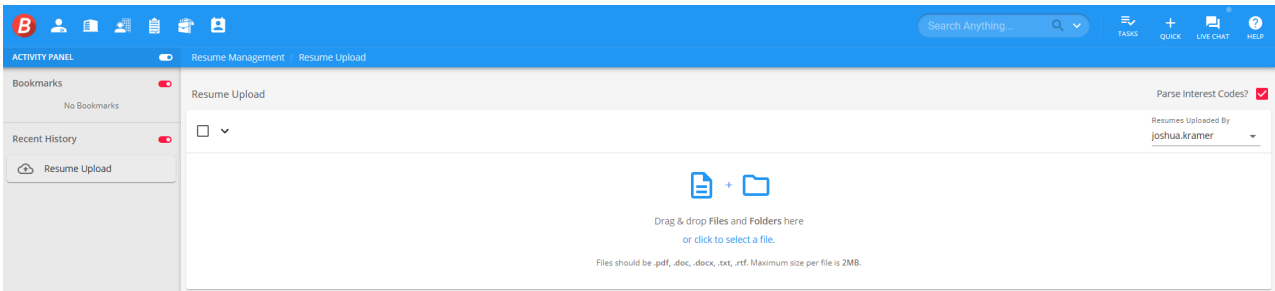 B
Search Anything...
TASKS
QUICK
LIVE CHAT
HELP
ACTIVITY PANEL
Resume Management / Resume Upload
Bookmarks
No Bookmarks
Recent History
Resume Upload
Resume Upload
Parse Interest Codes?
Resumes Uploaded By
joshua.kramer
Drag & drop Files and Folders here
or click to select a file.
Files should be .pdf, .doc, .docx, .txt, .rtf. Maximum size per file is 2MB.